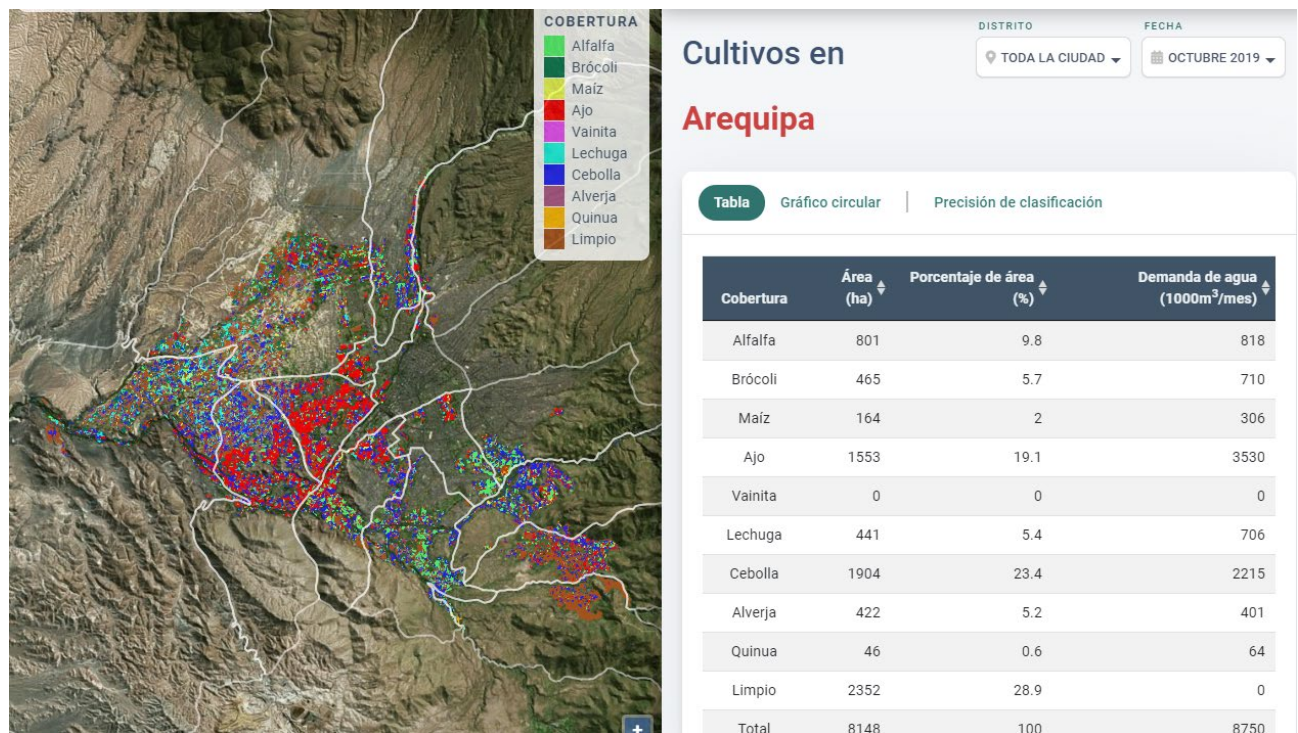 COBERTURA
Alfalfa
Brócoli
Maíz
Ajo
Vainita
Lechuga
Cebolla
Alverja
Quinua
Limpio
+
Cultivos en
Arequipa
DISTRITO
TODA LA CIUDAD
FECHA
OCTUBRE 2019
Tabla Gráfico circular Precisión de clasificación
Cobertura Área (ha) Porcentaje de área (%) Demanda de agua (1000m³/mes)
Alfalfa 801 9.8 818
Brócoli 465 5.7 710
Maíz 164 2 306
Ajo 1553 19.1 3530
Vainita 0 0 0
Lechuga 441 5.4 706
Cebolla 1904 23.4 2215
Alverja 422 5.2 401
Quinua 46 0.6 64
Limpio 2352 28.9 0
Total 8148 100 8750